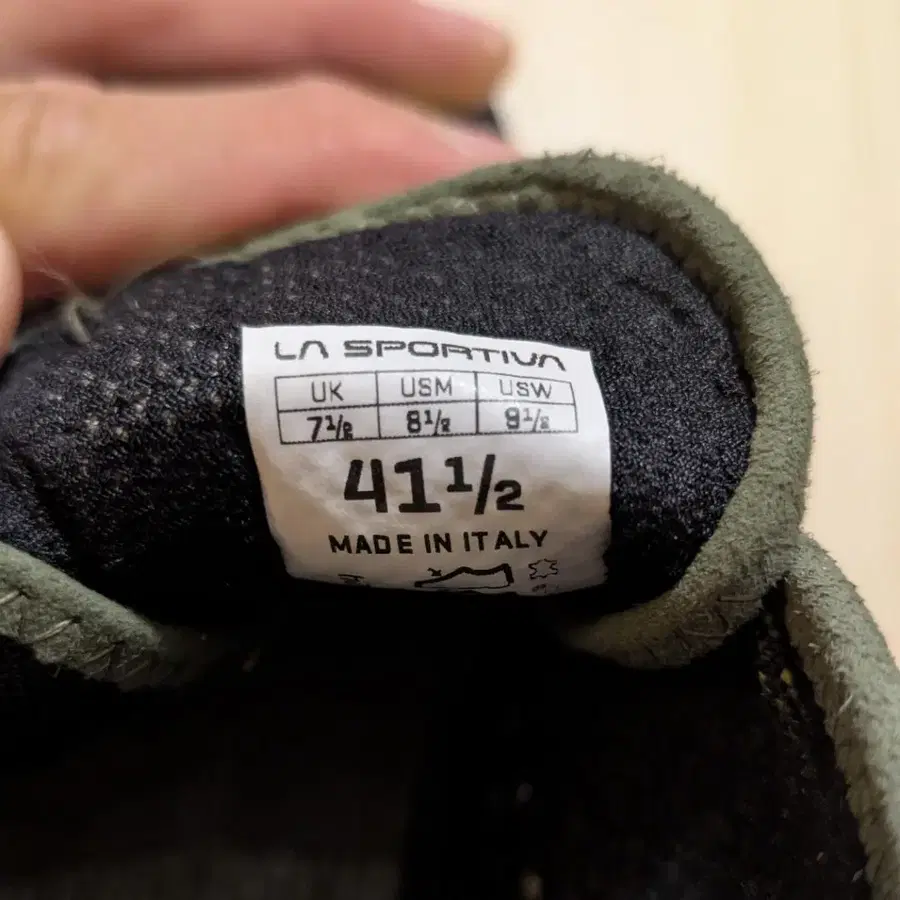 LA SPORTIVA
UK USM USW
7½ 8½ 9½
41½
MADE IN ITALY